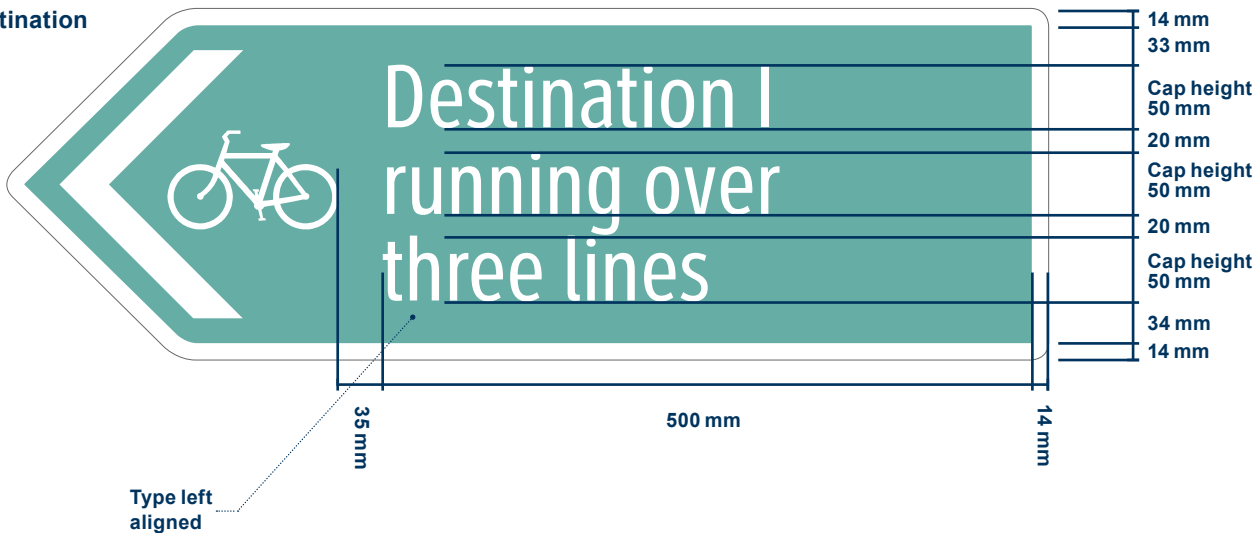 tination
14 mm
33 mm
Destination I
Cap height
50 mm
20 mm
running over
Cap height
50 mm
20 mm
three lines
Cap height
50 mm
34 mm
14 mm
35 mm
500 mm
14 mm
Type left
aligned